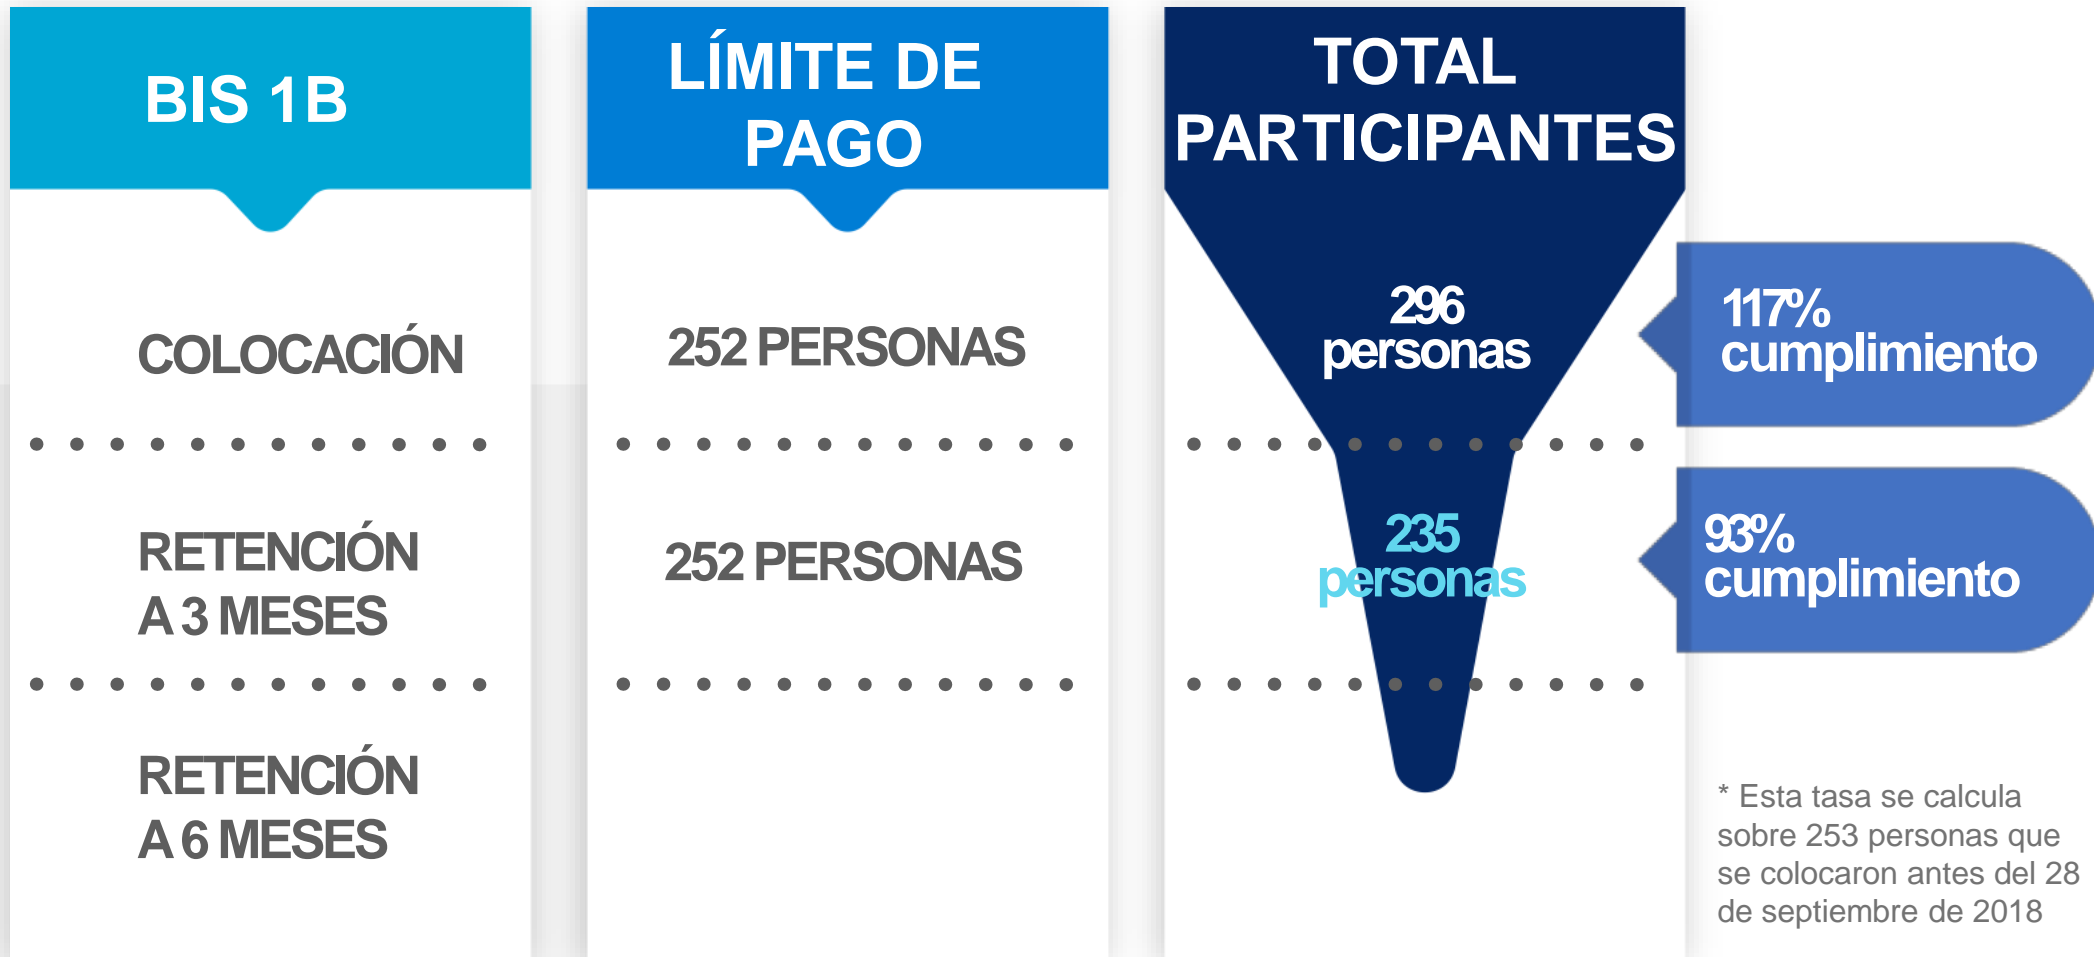 BIS 1B
LÍMITE DE
PAGO
TOTAL
PARTICIPANTES
COLOCACIÓN
252 PERSONAS
296
personas
117%
cumplimiento
RETENCIÓN
A 3 MESES
252 PERSONAS
235
personas
93%
cumplimiento
RETENCIÓN
A 6 MESES
* Esta tasa se calcula
sobre 253 personas que
se colocaron antes del 28
de septiembre de 2018